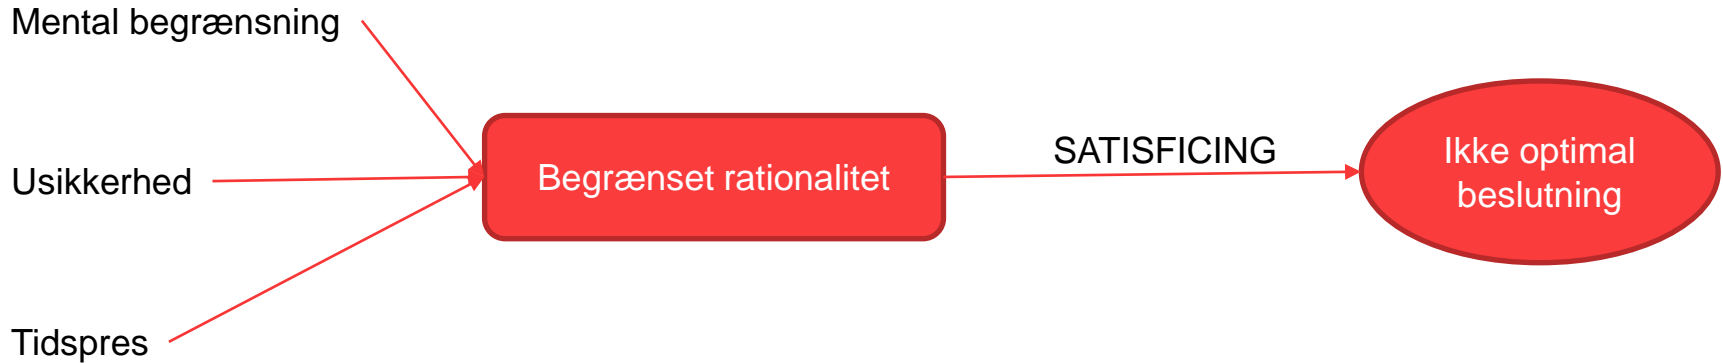 Mental begrænsning
Usikkerhed
Tidspres
Begrænset rationalitet
SATISFICING
Ikke optimal
beslutning